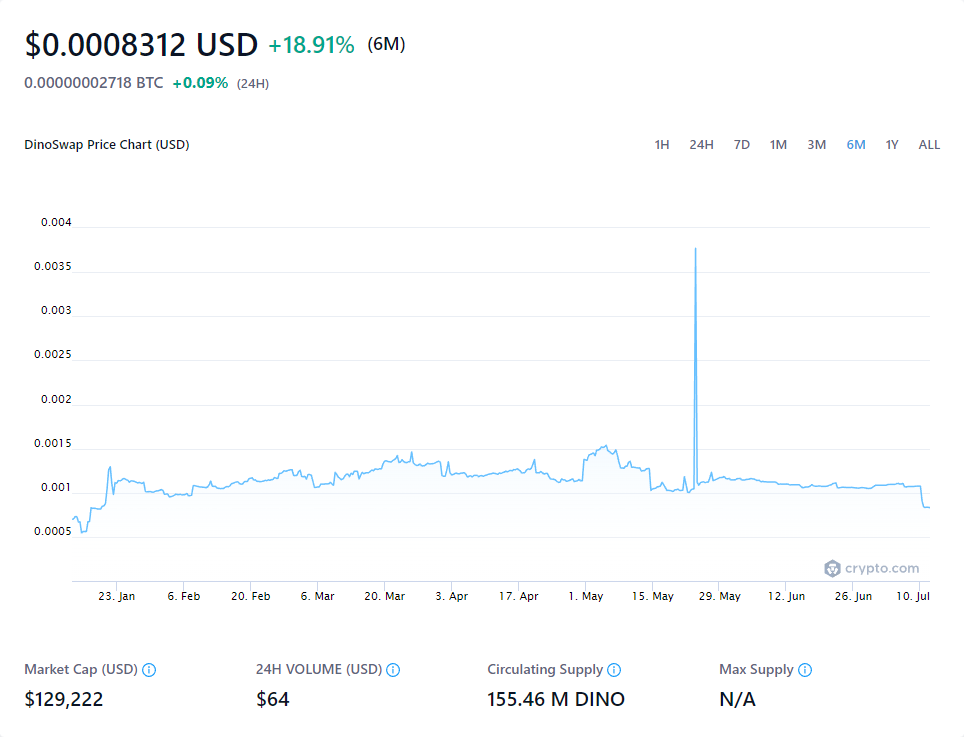 $0.0008312 USD +18.91% (6M)
0.00000002718 BTC +0.09% (24H)
DinoSwap Price Chart (USD) 1H 24H 7D 1M 3M 6M 1Y ALL
0.004
0.0035
0.003
0.0025
0.002
0.0015
0.001
0.0005
crypto.com
23. Jan 6. Feb 20. Feb 6. Mar 20. Mar 3. Apr 17. Apr 1. May 15. May 29. May 12. Jun 26. Jun 10. Jul
Market Cap (USD) 24H VOLUME (USD) Circulating Supply Max Supply
$129,222 $64 155.46 M DINO N/A